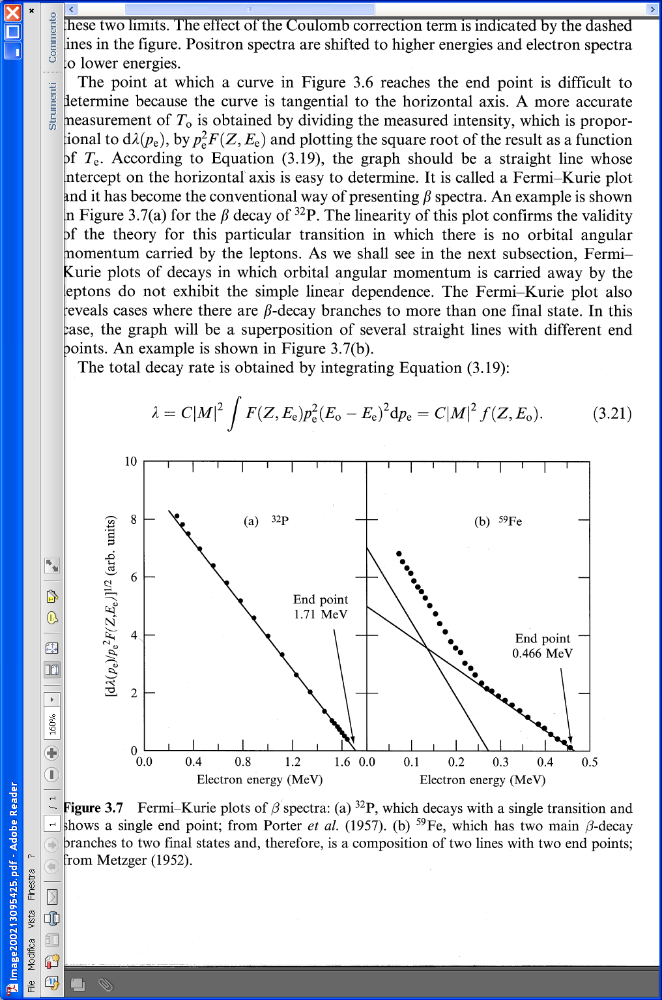 these two limits. The effect of the Coulomb correction term is indicated by the dashed
lines in the figure. Positron spectra are shifted to higher energies and electron spectra
to lower energies.
The point at which a curve in Figure 3.6 reaches the end point is difficult to
determine because the curve is tangential to the horizontal axis. A more accurate
measurement of Tₒ is obtained by dividing the measured intensity, which is propor-
tional to dλ(pₑ), by pₑ²F(Z, Eₑ) and plotting the square root of the result as a function
of Tₑ. According to Equation (3.19), the graph should be a straight line whose
intercept on the horizontal axis is easy to determine. It is called a Fermi–Kurie plot
and it has become the conventional way of presenting β spectra. An example is shown
in Figure 3.7(a) for the β decay of ³²P. The linearity of this plot confirms the validity
of the theory for this particular transition in which there is no orbital angular
momentum carried by the leptons. As we shall see in the next subsection, Fermi–
Kurie plots of decays in which orbital angular momentum is carried away by the
leptons do not exhibit the simple linear dependence. The Fermi–Kurie plot also
reveals cases where there are β-decay branches to more than one final state. In this
case, the graph will be a superposition of several straight lines with different end
points. An example is shown in Figure 3.7(b).
The total decay rate is obtained by integrating Equation (3.19):
λ = C|M|² ∫ F(Z, Eₑ)pₑ²(Eₒ − Eₑ)²dpₑ = C|M|² f(Z, Eₒ). (3.21)
10
8
6
4
2
0
[dλ(pₑ)/pₑ²F(Z,Eₑ)]¹/² (arb. units)
(a) ³²P
End point
1.71 MeV
(b) ⁵⁹Fe
End point
0.466 MeV
0.0 0.4 0.8 1.2 1.6 0.0 0.1 0.2 0.3 0.4 0.5
Electron energy (MeV) Electron energy (MeV)
Figure 3.7 Fermi–Kurie plots of β spectra: (a) ³²P, which decays with a single transition and
shows a single end point; from Porter et al. (1957). (b) ⁵⁹Fe, which has two main β-decay
branches to two final states and, therefore, is a composition of two lines with two end points;
from Metzger (1952).
Image200213095425.pdf - Adobe Reader
File Modifica Vista Finestra ?
1 / 1
160%
Strumenti
Commento